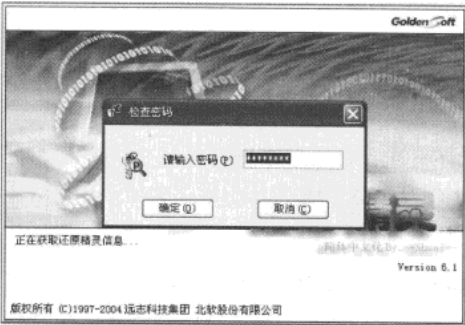 GoldenSoft
检查密码
请输入密码(P)
********
确定(O)
取消(C)
正在获取还原精灵信息...
Version 6.1
版权所有 (C)1997-2004 远志科技集团 北软股份有限公司